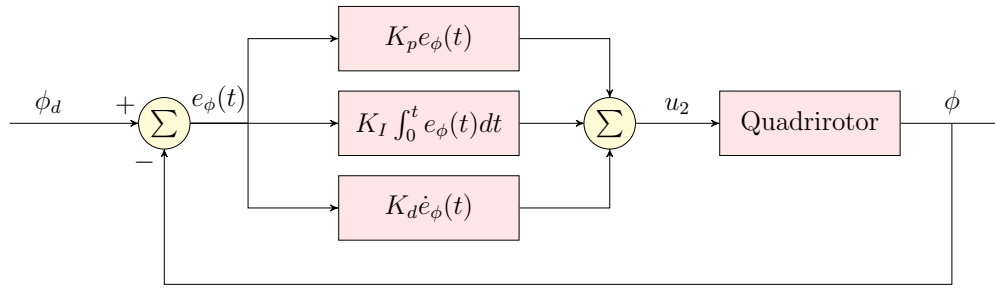 K_p e_ϕ(t)
ϕ_d
+
∑
−
e_ϕ(t)
K_I ∫_0^t e_ϕ(t)dt
∑
u_2
Quadrirotor
ϕ
K_d ė_ϕ(t)